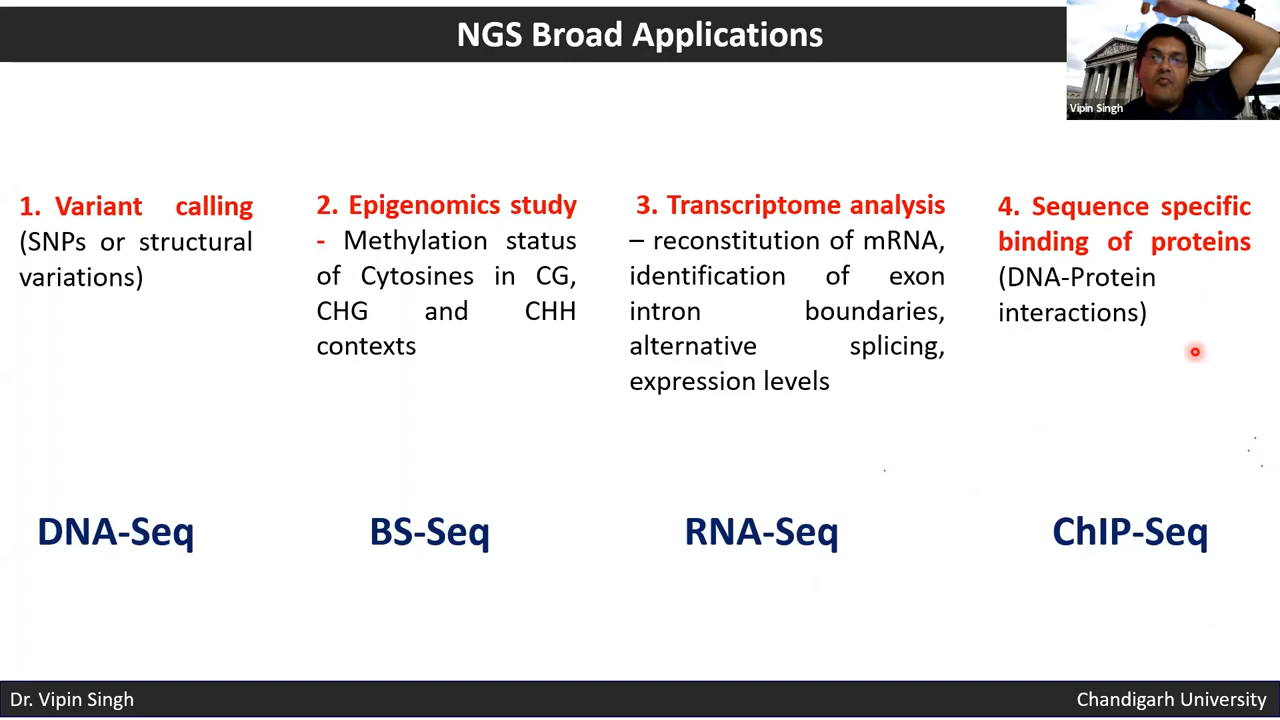 NGS Broad Applications
Vipin Singh
1. Variant calling
(SNPs or structural
variations)
2. Epigenomics study
- Methylation status
of Cytosines in CG,
CHG and CHH
contexts
3. Transcriptome analysis
– reconstitution of mRNA,
identification of exon
intron boundaries,
alternative splicing,
expression levels
4. Sequence specific
binding of proteins
(DNA-Protein
interactions)
DNA-Seq
BS-Seq
RNA-Seq
ChIP-Seq
Dr. Vipin Singh
Chandigarh University